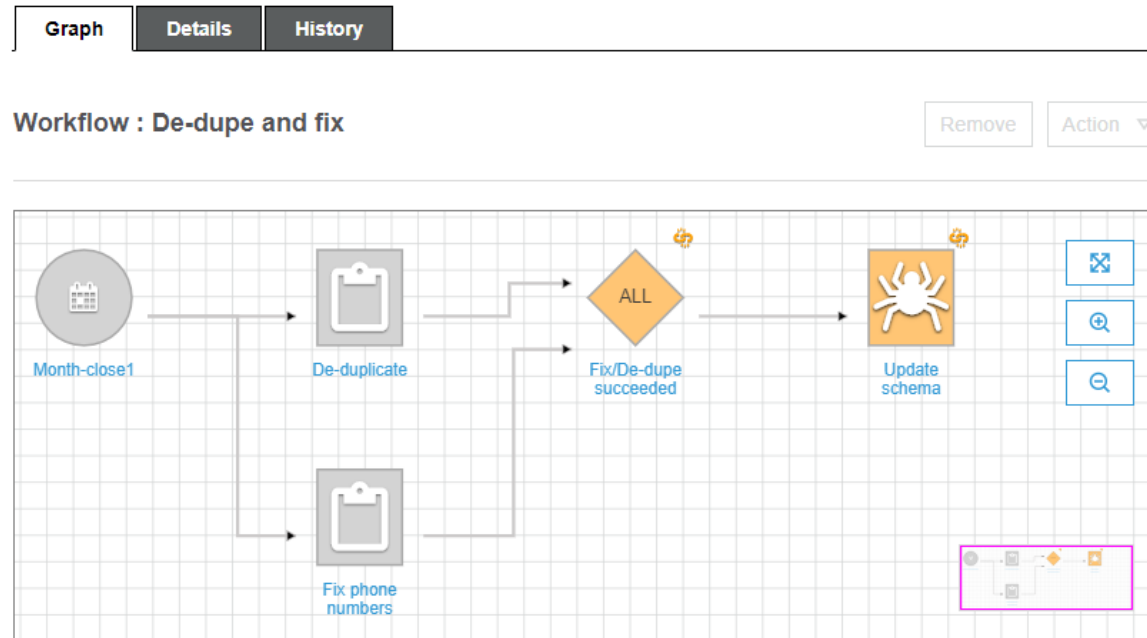 Graph Details History
Workflow : De-dupe and fix
Remove Action
ALL
Month-close1 De-duplicate Fix/De-dupe Update
succeeded schema
Fix phone
numbers